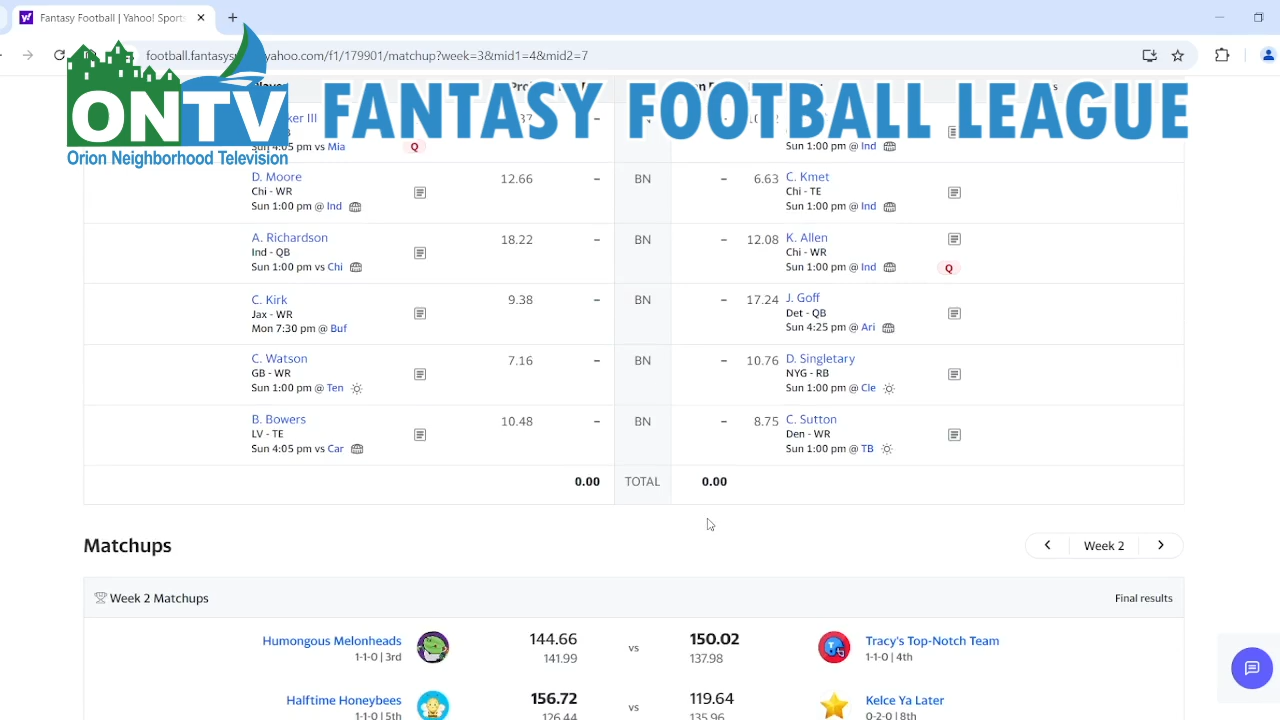 Fantasy Football | Yahoo! Sports
football.fantasys yahoo.com/f1/179901/matchup?week=3&mid1=4&mid2=7
ONTV
Orion Neighborhood Television
FANTASY FOOTBALL LEAGUE
ker III
Sun 4:05 pm vs Mia
Q
–
Sun 1:00 pm @ Ind
D. Moore
Chi - WR
Sun 1:00 pm @ Ind
12.66
–
BN
–
6.63
C. Kmet
Chi - TE
Sun 1:00 pm @ Ind
A. Richardson
Ind - QB
Sun 1:00 pm vs Chi
18.22
–
BN
–
12.08
K. Allen
Chi - WR
Sun 1:00 pm @ Ind
Q
C. Kirk
Jax - WR
Mon 7:30 pm @ Buf
9.38
–
BN
–
17.24
J. Goff
Det - QB
Sun 4:25 pm @ Ari
C. Watson
GB - WR
Sun 1:00 pm @ Ten
7.16
–
BN
–
10.76
D. Singletary
NYG - RB
Sun 1:00 pm @ Cle
B. Bowers
LV - TE
Sun 4:05 pm vs Car
10.48
–
BN
–
8.75
C. Sutton
Den - WR
Sun 1:00 pm @ TB
0.00
TOTAL
0.00
Matchups
Week 2
Week 2 Matchups
Final results
Humongous Melonheads
1-1-0 | 3rd
144.66
141.99
vs
150.02
137.98
Tracy's Top-Notch Team
1-1-0 | 4th
Halftime Honeybees
1-1-0 | 5th
156.72
126.44
vs
119.64
135.96
Kelce Ya Later
0-2-0 | 8th